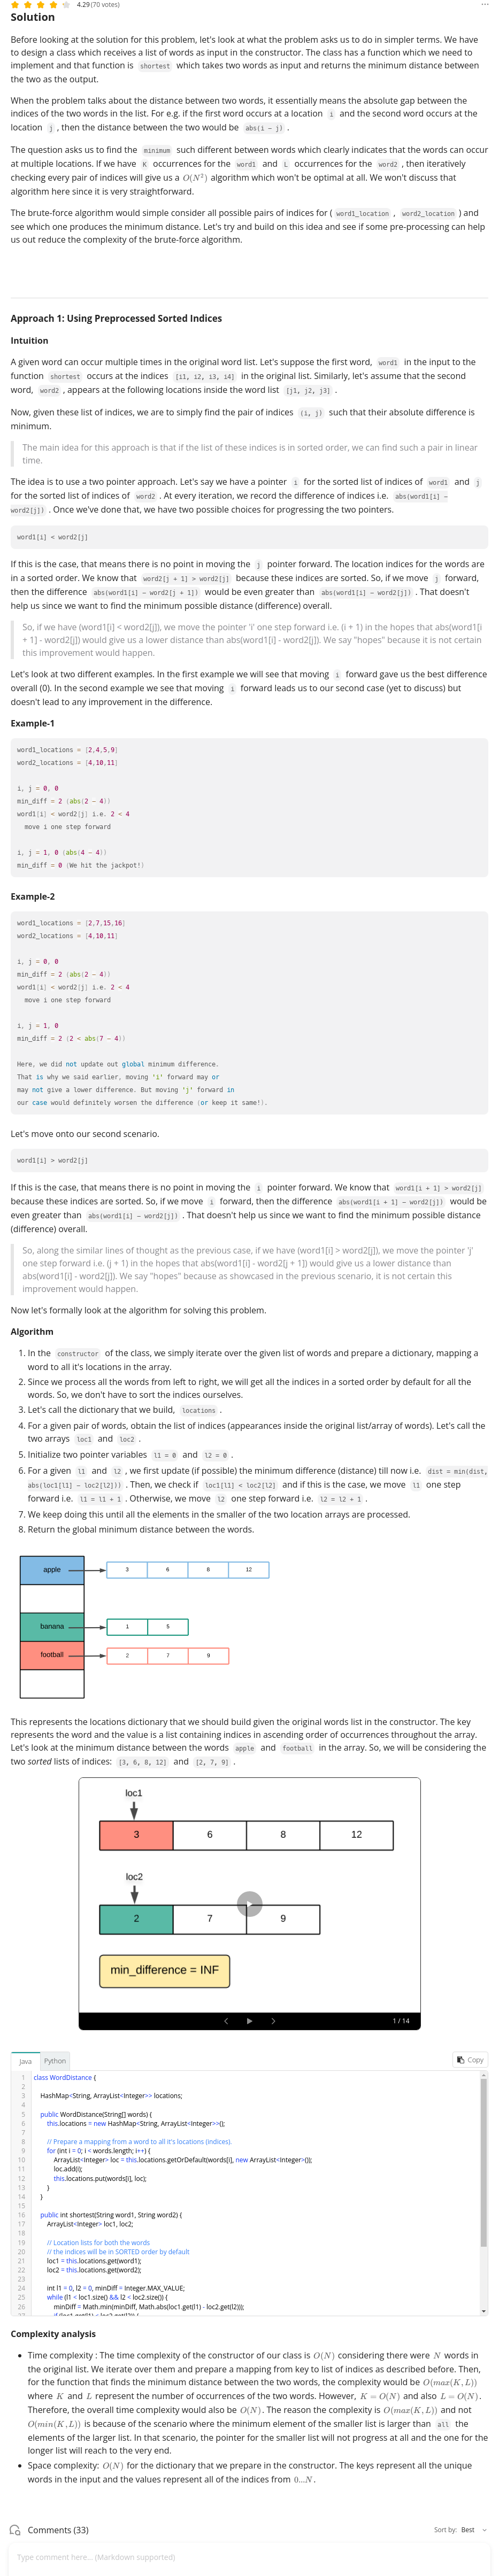 4.29 (70 votes)
Solution
Before looking at the solution for this problem, let's look at what the problem asks us to do in simpler terms. We have
to design a class which receives a list of words as input in the constructor. The class has a function which we need to
implement and that function is shortest which takes two words as input and returns the minimum distance between
the two as the output.
When the problem talks about the distance between two words, it essentially means the absolute gap between the
indices of the two words in the list. For e.g. if the first word occurs at a location i and the second word occurs at the
location j , then the distance between the two would be abs(i - j) .
The question asks us to find the minimum such different between words which clearly indicates that the words can occur
at multiple locations. If we have K occurrences for the word1 and L occurrences for the word2 , then iteratively
checking every pair of indices will give us a O(N²) algorithm which won't be optimal at all. We won't discuss that
algorithm here since it is very straightforward.
The brute-force algorithm would simple consider all possible pairs of indices for ( word1_location , word2_location ) and
see which one produces the minimum distance. Let's try and build on this idea and see if some pre-processing can help
us out reduce the complexity of the brute-force algorithm.
Approach 1: Using Preprocessed Sorted Indices
Intuition
A given word can occur multiple times in the original word list. Let's suppose the first word, word1 in the input to the
function shortest occurs at the indices [i1, i2, i3, i4] in the original list. Similarly, let's assume that the second
word, word2 , appears at the following locations inside the word list [j1, j2, j3] .
Now, given these list of indices, we are to simply find the pair of indices (i, j) such that their absolute difference is
minimum.
The main idea for this approach is that if the list of these indices is in sorted order, we can find such a pair in linear
time.
The idea is to use a two pointer approach. Let's say we have a pointer i for the sorted list of indices of word1 and j
for the sorted list of indices of word2 . At every iteration, we record the difference of indices i.e. abs(word1[i] -
word2[j]) . Once we've done that, we have two possible choices for progressing the two pointers.
word1[i] < word2[j]
If this is the case, that means there is no point in moving the j pointer forward. The location indices for the words are
in a sorted order. We know that word2[j + 1] > word2[j] because these indices are sorted. So, if we move j forward,
then the difference abs(word1[i] - word2[j + 1]) would be even greater than abs(word1[i] - word2[j]) . That doesn't
help us since we want to find the minimum possible distance (difference) overall.
So, if we have (word1[i] < word2[j]), we move the pointer 'i' one step forward i.e. (i + 1) in the hopes that abs(word1[i
+ 1] - word2[j]) would give us a lower distance than abs(word1[i] - word2[j]). We say "hopes" because it is not certain
this improvement would happen.
Let's look at two different examples. In the first example we will see that moving i forward gave us the best difference
overall (0). In the second example we see that moving i forward leads us to our second case (yet to discuss) but
doesn't lead to any improvement in the difference.
Example-1
word1_locations = [2,4,5,9]
word2_locations = [4,10,11]
i, j = 0, 0
min_diff = 2 (abs(2 - 4))
word1[i] < word2[j] i.e. 2 < 4
move i one step forward
i, j = 1, 0 (abs(4 - 4))
min_diff = 0 (We hit the jackpot!)
Example-2
word1_locations = [2,7,15,16]
word2_locations = [4,10,11]
i, j = 0, 0
min_diff = 2 (abs(2 - 4))
word1[i] < word2[j] i.e. 2 < 4
move i one step forward
i, j = 1, 0
min_diff = 2 (2 < abs(7 - 4))
Here, we did not update out global minimum difference.
That is why we said earlier, moving 'i' forward may or
may not give a lower difference. But moving 'j' forward in
our case would definitely worsen the difference (or keep it same!).
Let's move onto our second scenario.
word1[i] > word2[j]
If this is the case, that means there is no point in moving the i pointer forward. We know that word1[i + 1] > word2[j]
because these indices are sorted. So, if we move i forward, then the difference abs(word1[i + 1] - word2[j]) would be
even greater than abs(word1[i] - word2[j]) . That doesn't help us since we want to find the minimum possible distance
(difference) overall.
So, along the similar lines of thought as the previous case, if we have (word1[i] > word2[j]), we move the pointer 'j'
one step forward i.e. (j + 1) in the hopes that abs(word1[i] - word2[j + 1]) would give us a lower distance than
abs(word1[i] - word2[j]). We say "hopes" because as showcased in the previous scenario, it is not certain this
improvement would happen.
Now let's formally look at the algorithm for solving this problem.
Algorithm
1. In the constructor of the class, we simply iterate over the given list of words and prepare a dictionary, mapping a
word to all it's locations in the array.
2. Since we process all the words from left to right, we will get all the indices in a sorted order by default for all the
words. So, we don't have to sort the indices ourselves.
3. Let's call the dictionary that we build, locations .
4. For a given pair of words, obtain the list of indices (appearances inside the original list/array of words). Let's call the
two arrays loc1 and loc2 .
5. Initialize two pointer variables l1 = 0 and l2 = 0 .
6. For a given l1 and l2 , we first update (if possible) the minimum difference (distance) till now i.e. dist = min(dist,
abs(loc1[l1] - loc2[l2])) . Then, we check if loc1[l1] < loc2[l2] and if this is the case, we move l1 one step
forward i.e. l1 = l1 + 1 . Otherwise, we move l2 one step forward i.e. l2 = l2 + 1 .
7. We keep doing this until all the elements in the smaller of the two location arrays are processed.
8. Return the global minimum distance between the words.
apple 3 6 8 12
banana 1 5
football 2 7 9
This represents the locations dictionary that we should build given the original words list in the constructor. The key
represents the word and the value is a list containing indices in ascending order of occurrences throughout the array.
Let's look at the minimum distance between the words apple and football in the array. So, we will be considering the
two sorted lists of indices: [3, 6, 8, 12] and [2, 7, 9] .
loc1
3 6 8 12
loc2
2 7 9
min_difference = INF
1 / 14
Java Python Copy
1 class WordDistance {
2
3 HashMap<String, ArrayList<Integer>> locations;
4
5 public WordDistance(String[] words) {
6 this.locations = new HashMap<String, ArrayList<Integer>>();
7
8 // Prepare a mapping from a word to all it's locations (indices).
9 for (int i = 0; i < words.length; i++) {
10 ArrayList<Integer> loc = this.locations.getOrDefault(words[i], new ArrayList<Integer>());
11 loc.add(i);
12 this.locations.put(words[i], loc);
13 }
14 }
15
16 public int shortest(String word1, String word2) {
17 ArrayList<Integer> loc1, loc2;
18
19 // Location lists for both the words
20 // the indices will be in SORTED order by default
21 loc1 = this.locations.get(word1);
22 loc2 = this.locations.get(word2);
23
24 int l1 = 0, l2 = 0, minDiff = Integer.MAX_VALUE;
25 while (l1 < loc1.size() && l2 < loc2.size()) {
26 minDiff = Math.min(minDiff, Math.abs(loc1.get(l1) - loc2.get(l2)));
Complexity analysis
• Time complexity : The time complexity of the constructor of our class is O(N) considering there were N words in
the original list. We iterate over them and prepare a mapping from key to list of indices as described before. Then,
for the function that finds the minimum distance between the two words, the complexity would be O(max(K, L))
where K and L represent the number of occurrences of the two words. However, K = O(N) and also L = O(N).
Therefore, the overall time complexity would also be O(N). The reason the complexity is O(max(K, L)) and not
O(min(K, L)) is because of the scenario where the minimum element of the smaller list is larger than all the
elements of the larger list. In that scenario, the pointer for the smaller list will not progress at all and the one for the
longer list will reach to the very end.
• Space complexity: O(N) for the dictionary that we prepare in the constructor. The keys represent all the unique
words in the input and the values represent all of the indices from 0...N.
Comments (33) Sort by: Best
Type comment here... (Markdown supported)